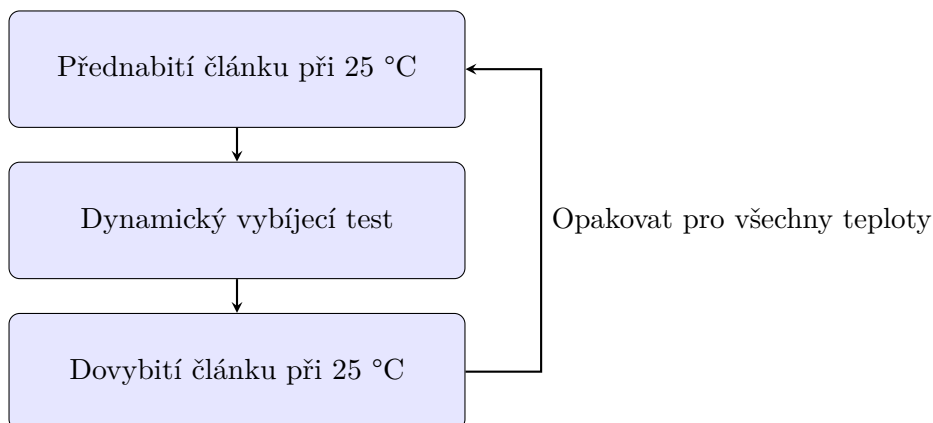 Přednabití článku při 25 °C
Dynamický vybíjecí test
Opakovat pro všechny teploty
Dovybití článku při 25 °C